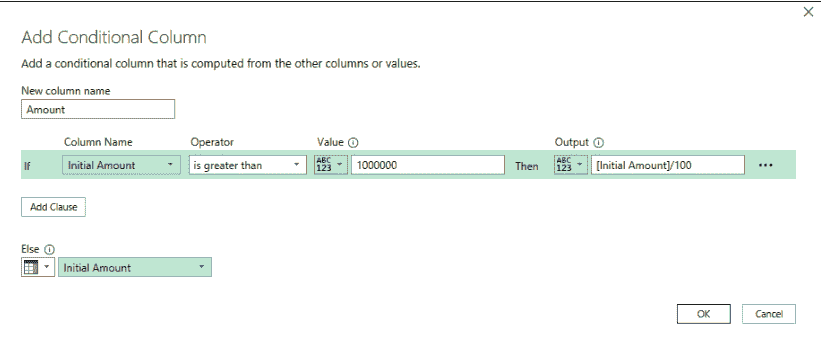 Add Conditional Column
Add a conditional column that is computed from the other columns or values.
New column name
Amount
Column Name Operator Value Output
If Initial Amount is greater than ABC 123 1000000 Then ABC 123 [Initial Amount]/100 •••
Add Clause
Else
Initial Amount
OK Cancel